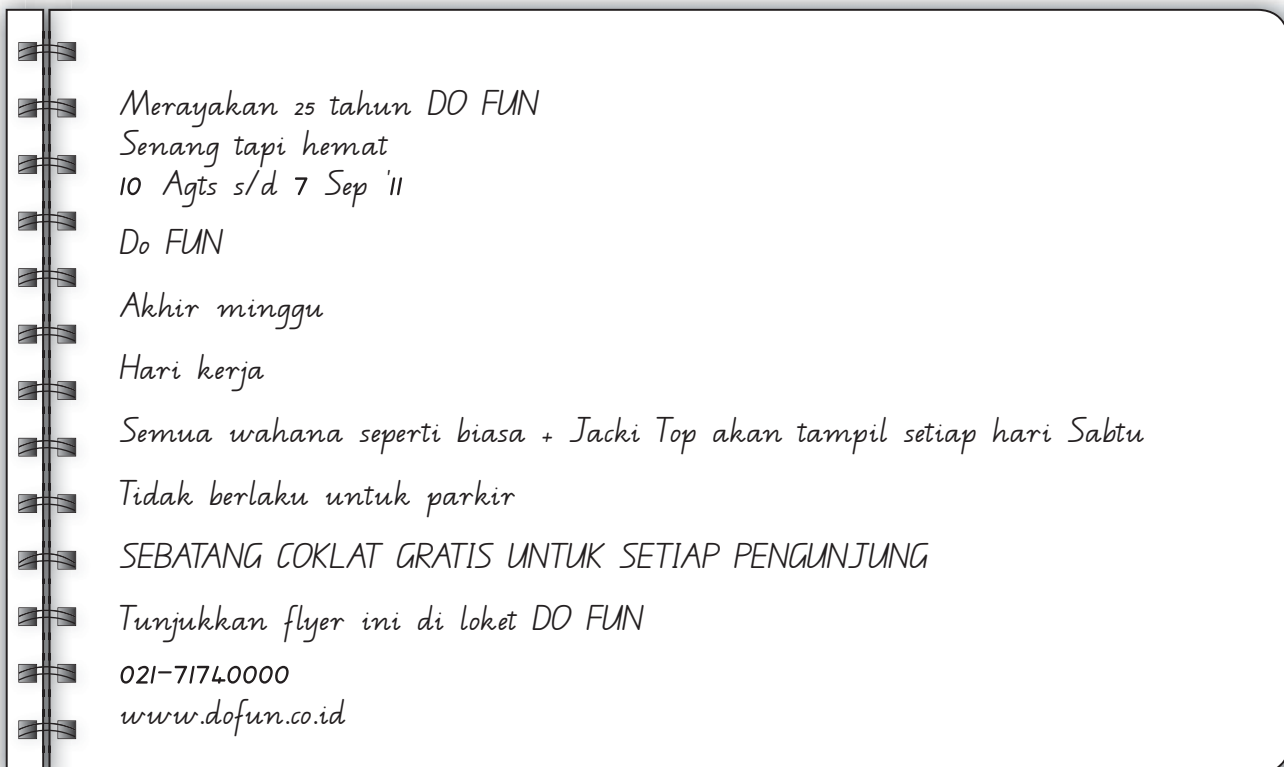 Merayakan 25 tahun DO FUN
Senang tapi hemat
10 Agts s/d 7 Sep '11
Do FUN
Akhir minggu
Hari kerja
Semua wahana seperti biasa + Jacki Top akan tampil setiap hari Sabtu
Tidak berlaku untuk parkir
SEBATANG COKLAT GRATIS UNTUK SETIAP PENGUNJUNG
Tunjukkan flyer ini di loket DO FUN
021-71740000
www.dofun.co.id